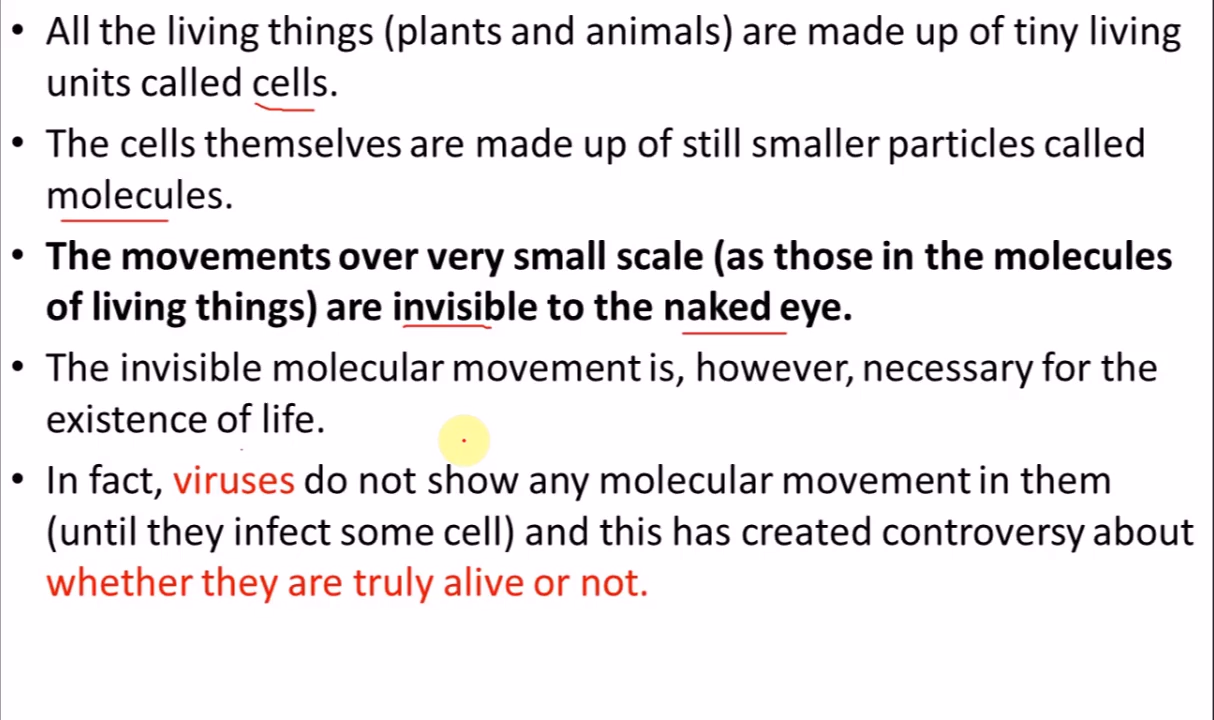 • All the living things (plants and animals) are made up of tiny living
units called cells.
• The cells themselves are made up of still smaller particles called
molecules.
• The movements over very small scale (as those in the molecules
of living things) are invisible to the naked eye.
• The invisible molecular movement is, however, necessary for the
existence of life.
• In fact, viruses do not show any molecular movement in them
(until they infect some cell) and this has created controversy about
whether they are truly alive or not.